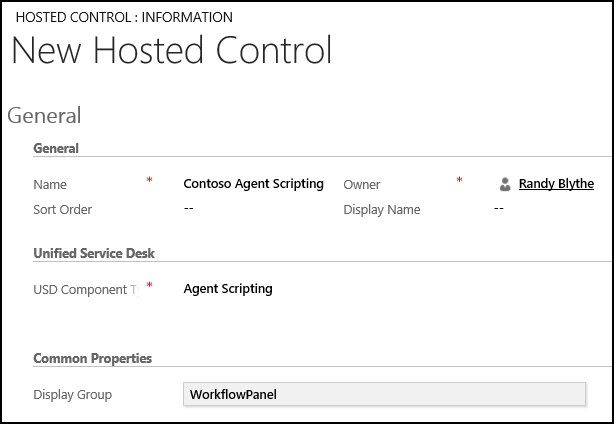 HOSTED CONTROL : INFORMATION
New Hosted Control
General
General
Name * Contoso Agent Scripting Owner * Randy Blythe
Sort Order -- Display Name --
Unified Service Desk
USD Component T * Agent Scripting
Common Properties
Display Group WorkflowPanel